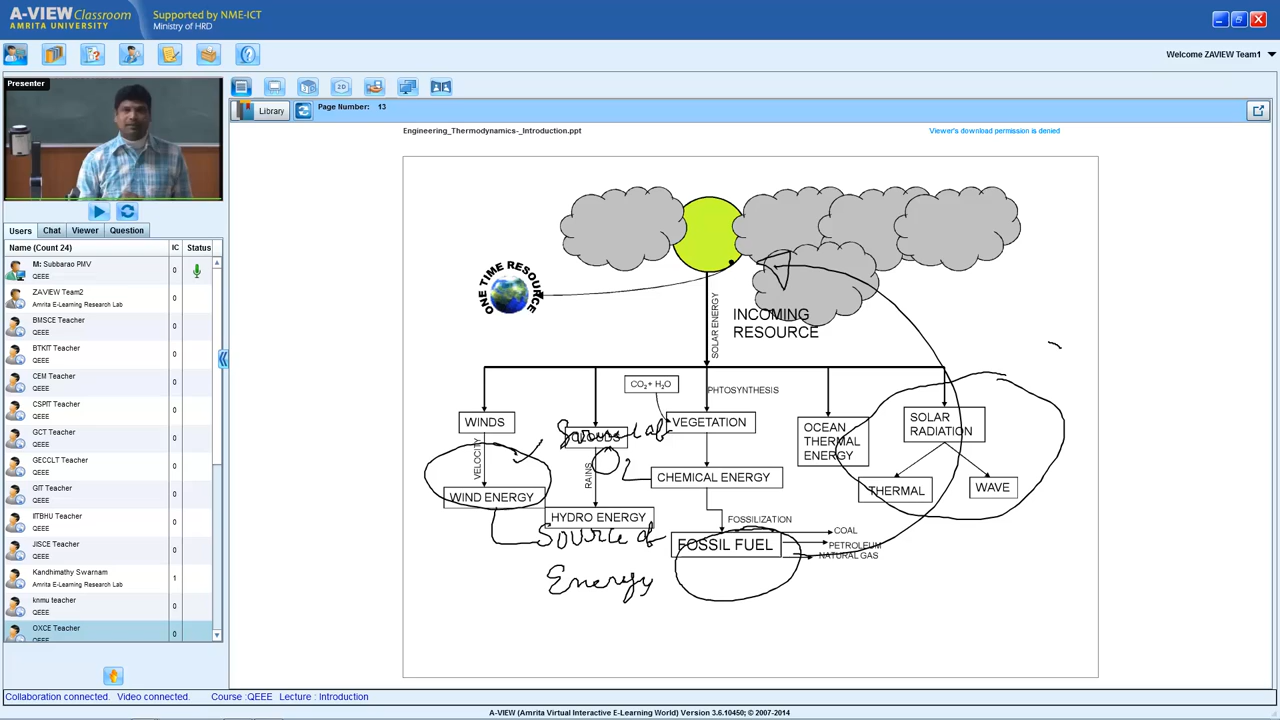 A-VIEW Classroom
AMRITA UNIVERSITY
Supported by NME-ICT
Ministry of HRD
Welcome ZAVIEW Team1
Presenter
Library
Page Number: 13
Engineering_Thermodynamics-_Introduction.ppt
Viewer's download permission is denied
Users Chat Viewer Question
Name (Count 24) IC Status
M: Subbarao PMV 0
QEEE
ZAVIEW Team2 0
Amrita E-Learning Research Lab
BMSCE Teacher 0
QEEE
BTKIT Teacher 0
QEEE
CEM Teacher 0
QEEE
CSPIT Teacher 0
QEEE
GCT Teacher 0
QEEE
GECCLT Teacher 0
QEEE
GIT Teacher 0
QEEE
IITBHU Teacher 0
QEEE
JISCE Teacher 0
QEEE
Kandhimathy Swarnam 1
Amrita E-Learning Research Lab
knmu teacher 0
QEEE
OXCE Teacher 0
QEEE
ONE TIME RESOURCE
SOLAR ENERGY
INCOMING
RESOURCE
CO2+ H2O
PHTOSYNTHESIS
WINDS
CLOUDS
VEGETATION
OCEAN
THERMAL
ENERGY
SOLAR
RADIATION
VELOCITY
RAINS
CHEMICAL ENERGY
THERMAL
WAVE
WIND ENERGY
HYDRO ENERGY
FOSSILIZATION
FOSSIL FUEL
COAL
PETROLEUM
NATURAL GAS
Source of
Energy
Collaboration connected. Video connected. Course :QEEE Lecture : Introduction
A-VIEW (Amrita Virtual Interactive E-Learning World) Version 3.6.10450; © 2007-2014